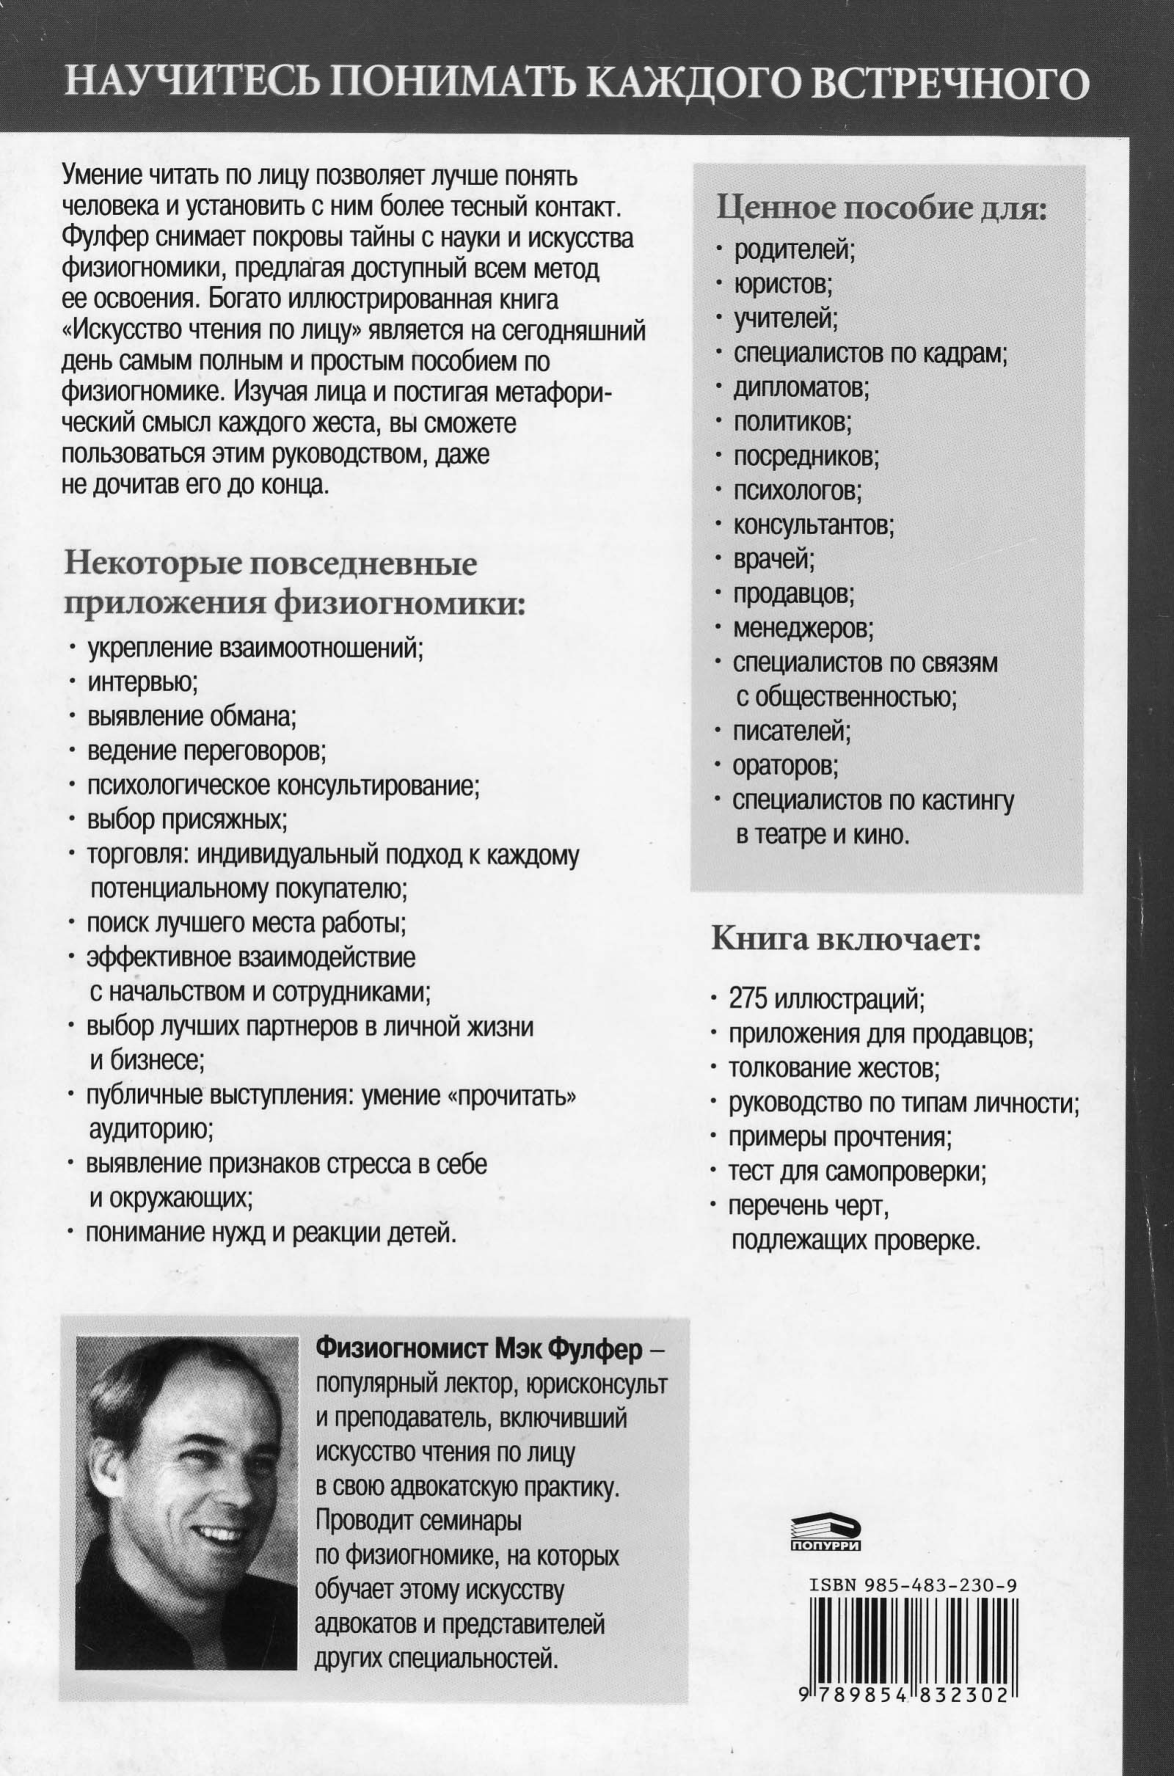 НАУЧИТЕСЬ ПОНИМАТЬ КАЖДОГО ВСТРЕЧНОГО
Умение читать по лицу позволяет лучше понять
человека и установить с ним более тесный контакт.
Фулфер снимает покровы тайны с науки и искусства
физиогномики, предлагая доступный всем метод
ее освоения. Богато иллюстрированная книга
«Искусство чтения по лицу» является на сегодняшний
день самым полным и простым пособием по
физиогномике. Изучая лица и постигая метафори-
ческий смысл каждого жеста, вы сможете
пользоваться этим руководством, даже
не дочитав его до конца.
Некоторые повседневные
приложения физиогномики:
· укрепление взаимоотношений;
· интервью;
· выявление обмана;
· ведение переговоров;
· психологическое консультирование;
· выбор присяжных;
· торговля: индивидуальный подход к каждому
потенциальному покупателю;
· поиск лучшего места работы;
· эффективное взаимодействие
с начальством и сотрудниками;
· выбор лучших партнеров в личной жизни
и бизнесе;
· публичные выступления: умение «прочитать»
аудиторию;
· выявление признаков стресса в себе
и окружающих;
· понимание нужд и реакции детей.
Ценное пособие для:
· родителей;
· юристов;
· учителей;
· специалистов по кадрам;
· дипломатов;
· политиков;
· посредников;
· психологов;
· консультантов;
· врачей;
· продавцов;
· менеджеров;
· специалистов по связям
с общественностью;
· писателей;
· ораторов;
· специалистов по кастингу
в театре и кино.
Книга включает:
· 275 иллюстраций;
· приложения для продавцов;
· толкование жестов;
· руководство по типам личности;
· примеры прочтения;
· тест для самопроверки;
· перечень черт,
подлежащих проверке.
Физиогномист Мэк Фулфер –
популярный лектор, юрисконсульт
и преподаватель, включивший
искусство чтения по лицу
в свою адвокатскую практику.
Проводит семинары
по физиогномике, на которых
обучает этому искусству
адвокатов и представителей
других специальностей.
ПОПУРРИ
ISBN 985-483-230-9
9 789854 832302